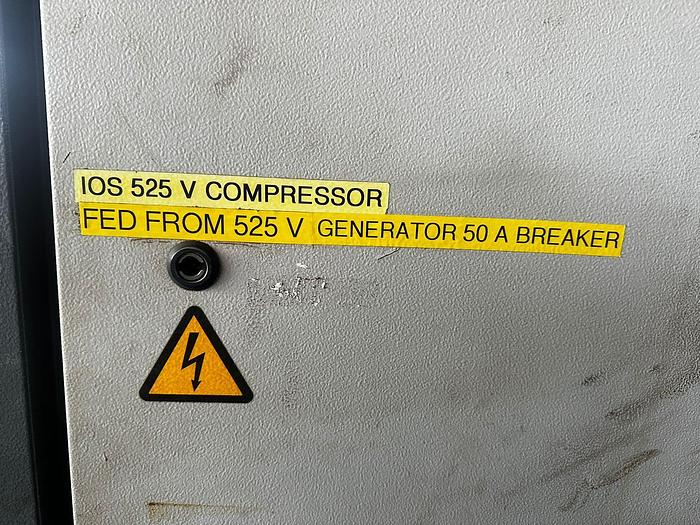 IOS 525 V COMPRESSOR
FED FROM 525 V GENERATOR 50 A BREAKER